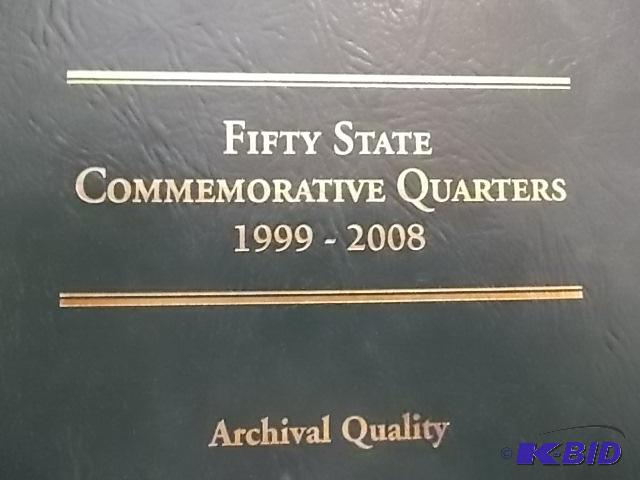 FIFTY STATE
COMMEMORATIVE QUARTERS
1999 - 2008
Archival Quality
© K-BID